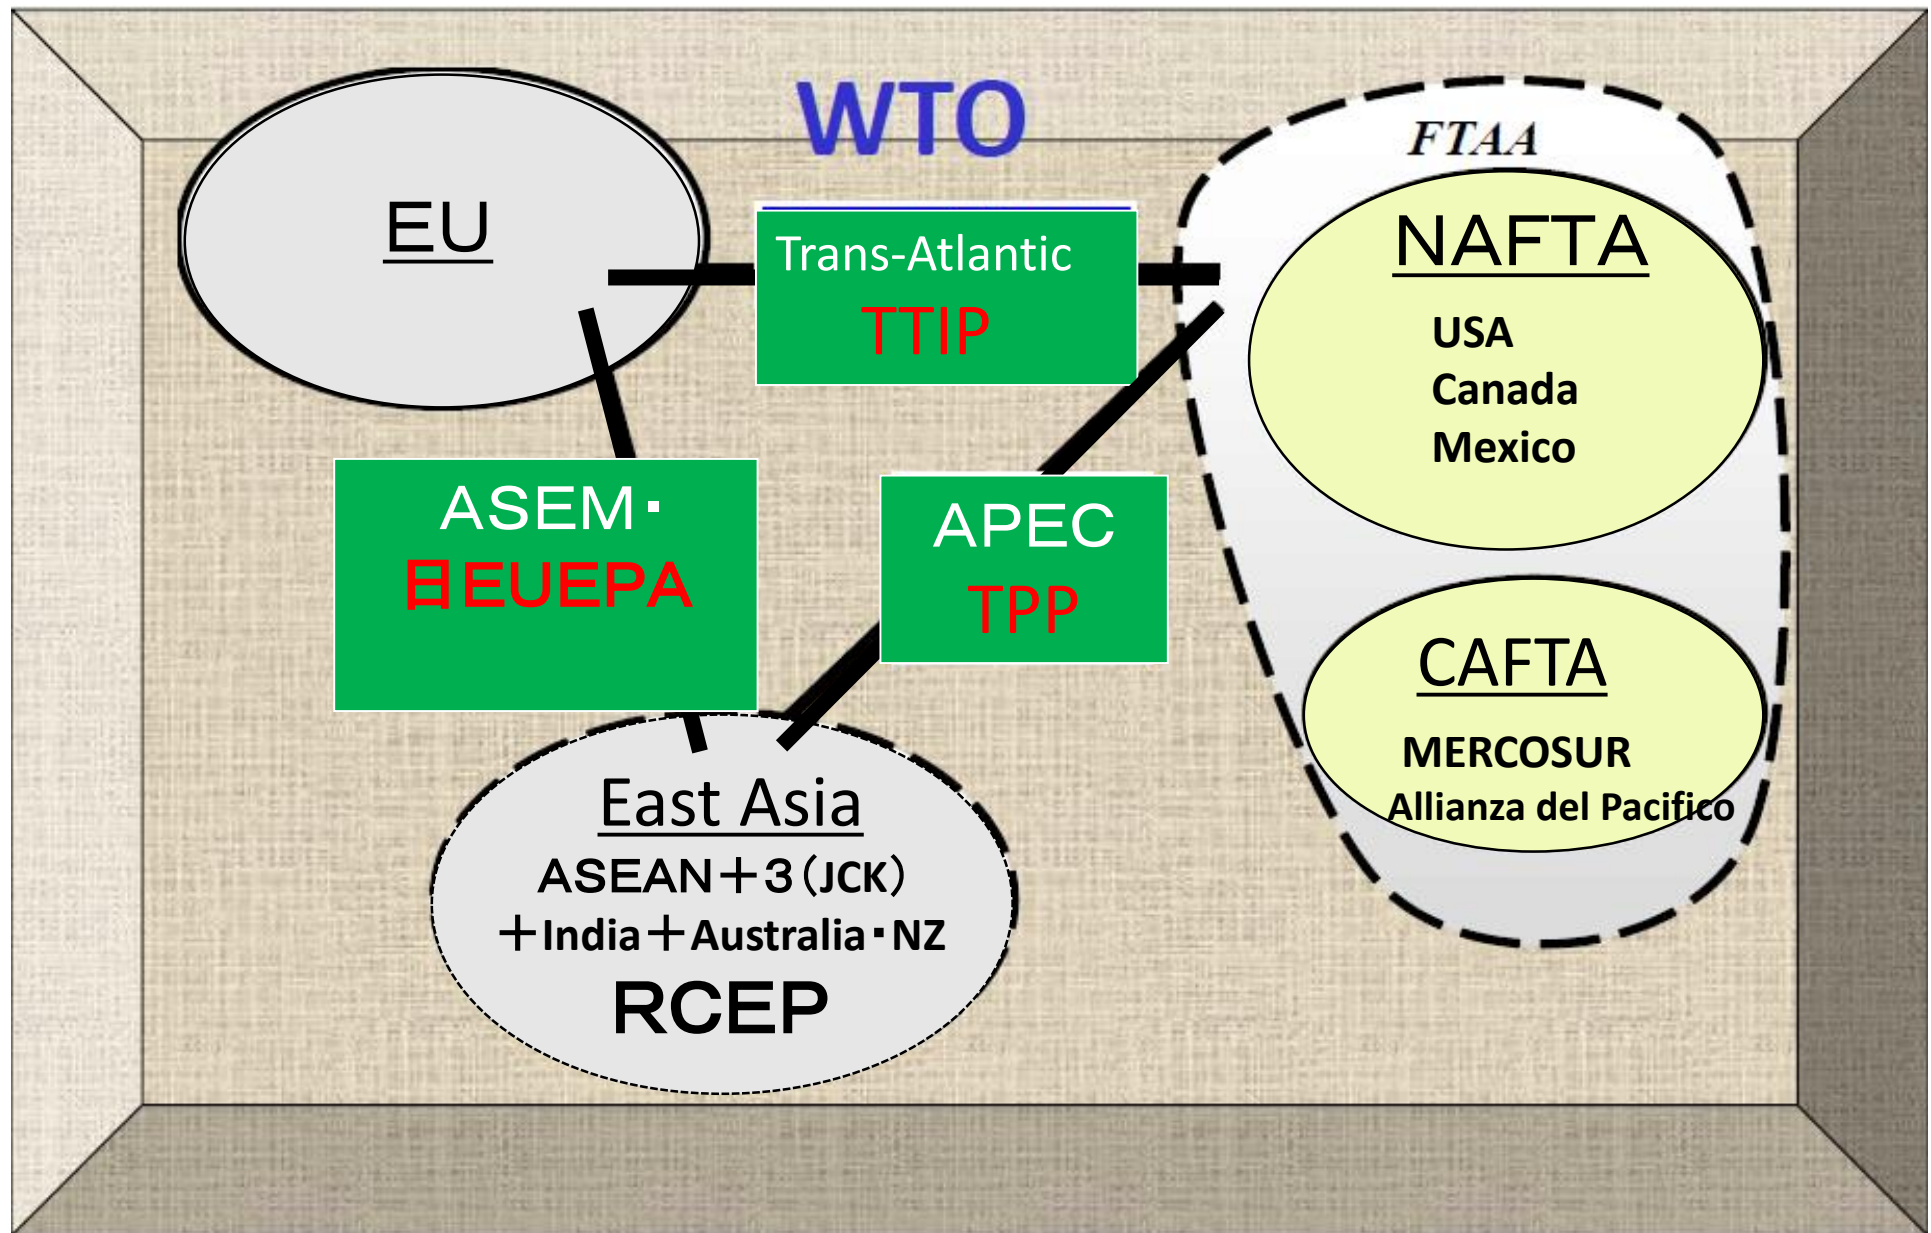 WTO
EU
Trans-Atlantic
TTIP
FTAA
NAFTA
USA
Canada
Mexico
ASEM・
日EUEPA
APEC
TPP
CAFTA
MERCOSUR
Allianza del Pacifico
East Asia
ASEAN＋3（JCK）
＋India＋Australia・NZ
RCEP